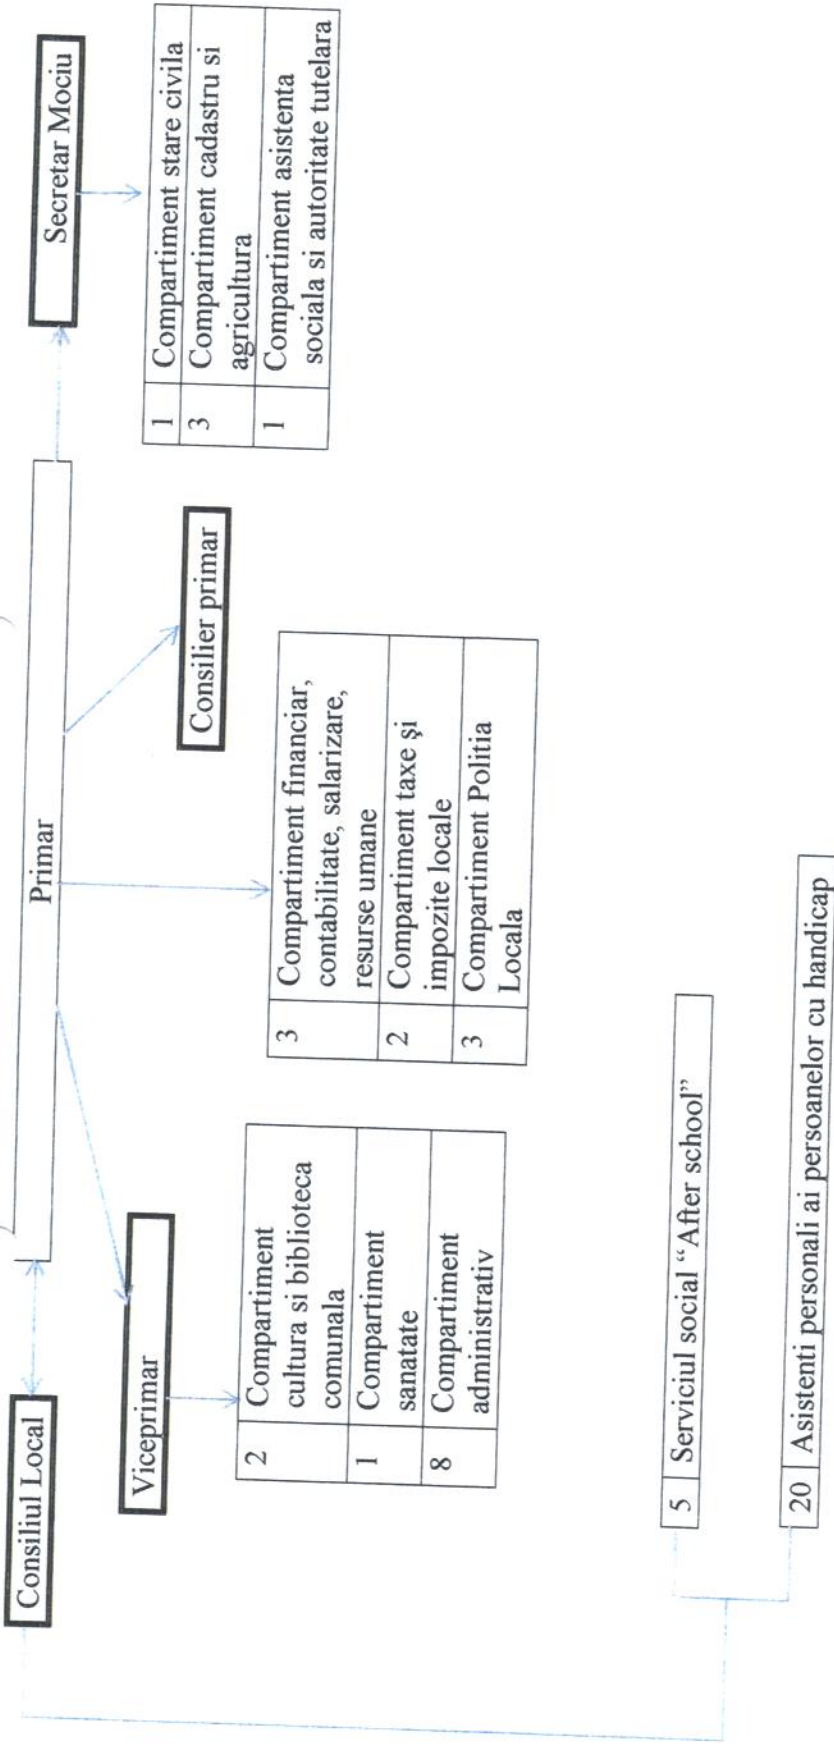 Consiliul Local
Primar
Secretar Mociu
Viceprimar
Consilier primar
1 Compartiment stare civila
3 Compartiment cadastru si
agricultura
1 Compartiment asistenta
sociala si autoritate tutelara
2 Compartiment
cultura si biblioteca
comunala
1 Compartiment
sanatate
8 Compartiment
administrativ
3 Compartiment financiar,
contabilitate, salarizare,
resurse umane
2 Compartiment taxe şi
impozite locale
3 Compartiment Politia
Locala
5 Serviciul social “After school”
20 Asistenti personali ai persoanelor cu handicap